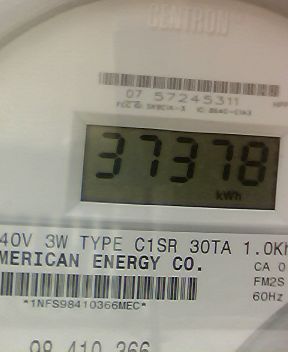 CENTRON
07 57245311
37378
kWh
40V 3W TYPE C1SR 30TA 1.0Kh
MERICAN ENERGY CO.
CA 0
FM2S
60Hz
*1NFS98410366MEC*
98 410 366